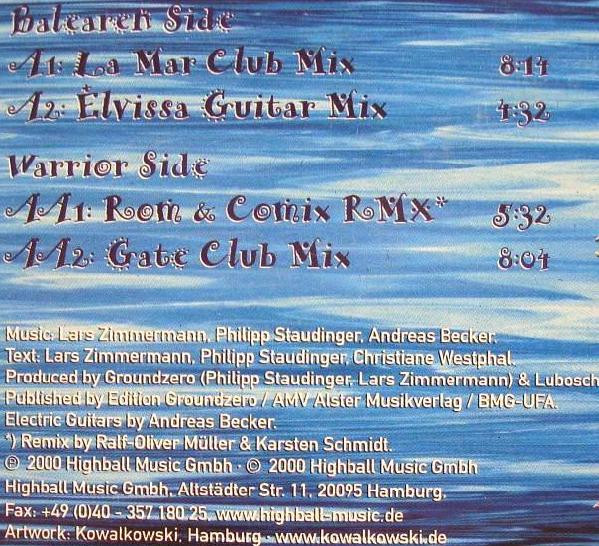 Balearen Side
A1: La Mar Club Mix 8:14
A2: Elvissa Guitar Mix 4:32
Warrior Side
AA1: Rom & Comix RMX* 5:32
AA2: Gate Club Mix 8:04
Music: Lars Zimmermann, Philipp Staudinger, Andreas Becker.
Text: Lars Zimmermann, Philipp Staudinger, Christiane Westphal.
Produced by Groundzero (Philipp Staudinger, Lars Zimmermann) & Lubosch
Published by Edition Groundzero / AMV Alster Musikverlag / BMG-UFA.
Electric Guitars by Andreas Becker.
*) Remix by Ralf-Oliver Müller & Karsten Schmidt.
℗ 2000 Highball Music Gmbh · © 2000 Highball Music Gmbh
Highball Music Gmbh, Altstädter Str. 11, 20095 Hamburg,
Fax: +49 (0)40 - 357 180 25, www.highball-music.de
Artwork: Kowalkowski, Hamburg · www.kowalkowski.de